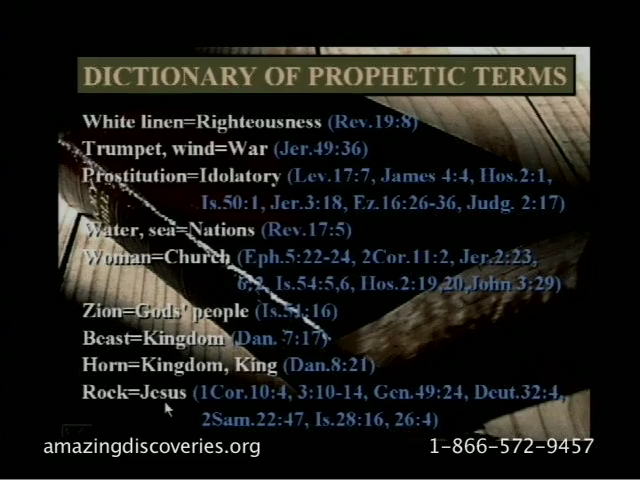 DICTIONARY OF PROPHETIC TERMS
White linen=Righteousness (Rev.19:8)
Trumpet, wind=War (Jer.49:36)
Prostitution=Idolatory (Lev.17:7, James 4:4, Hos.2:1,
Is.50:1, Jer.3:18, Ez.16:26-36, Judg. 2:17)
Water, sea=Nations (Rev.17:5)
Woman=Church (Eph.5:22-24, 2Cor.11:2, Jer.2:23,
6:2, Is.54:5,6, Hos.2:19,20,John 3:29)
Zion=Gods' people (Is.51:16)
Beast=Kingdom (Dan. 7:17)
Horn=Kingdom, King (Dan.8:21)
Rock=Jesus (1Cor.10:4, 3:10-14, Gen.49:24, Deut.32:4,
2Sam.22:47, Is.28:16, 26:4)
amazingdiscoveries.org 1-866-572-9457